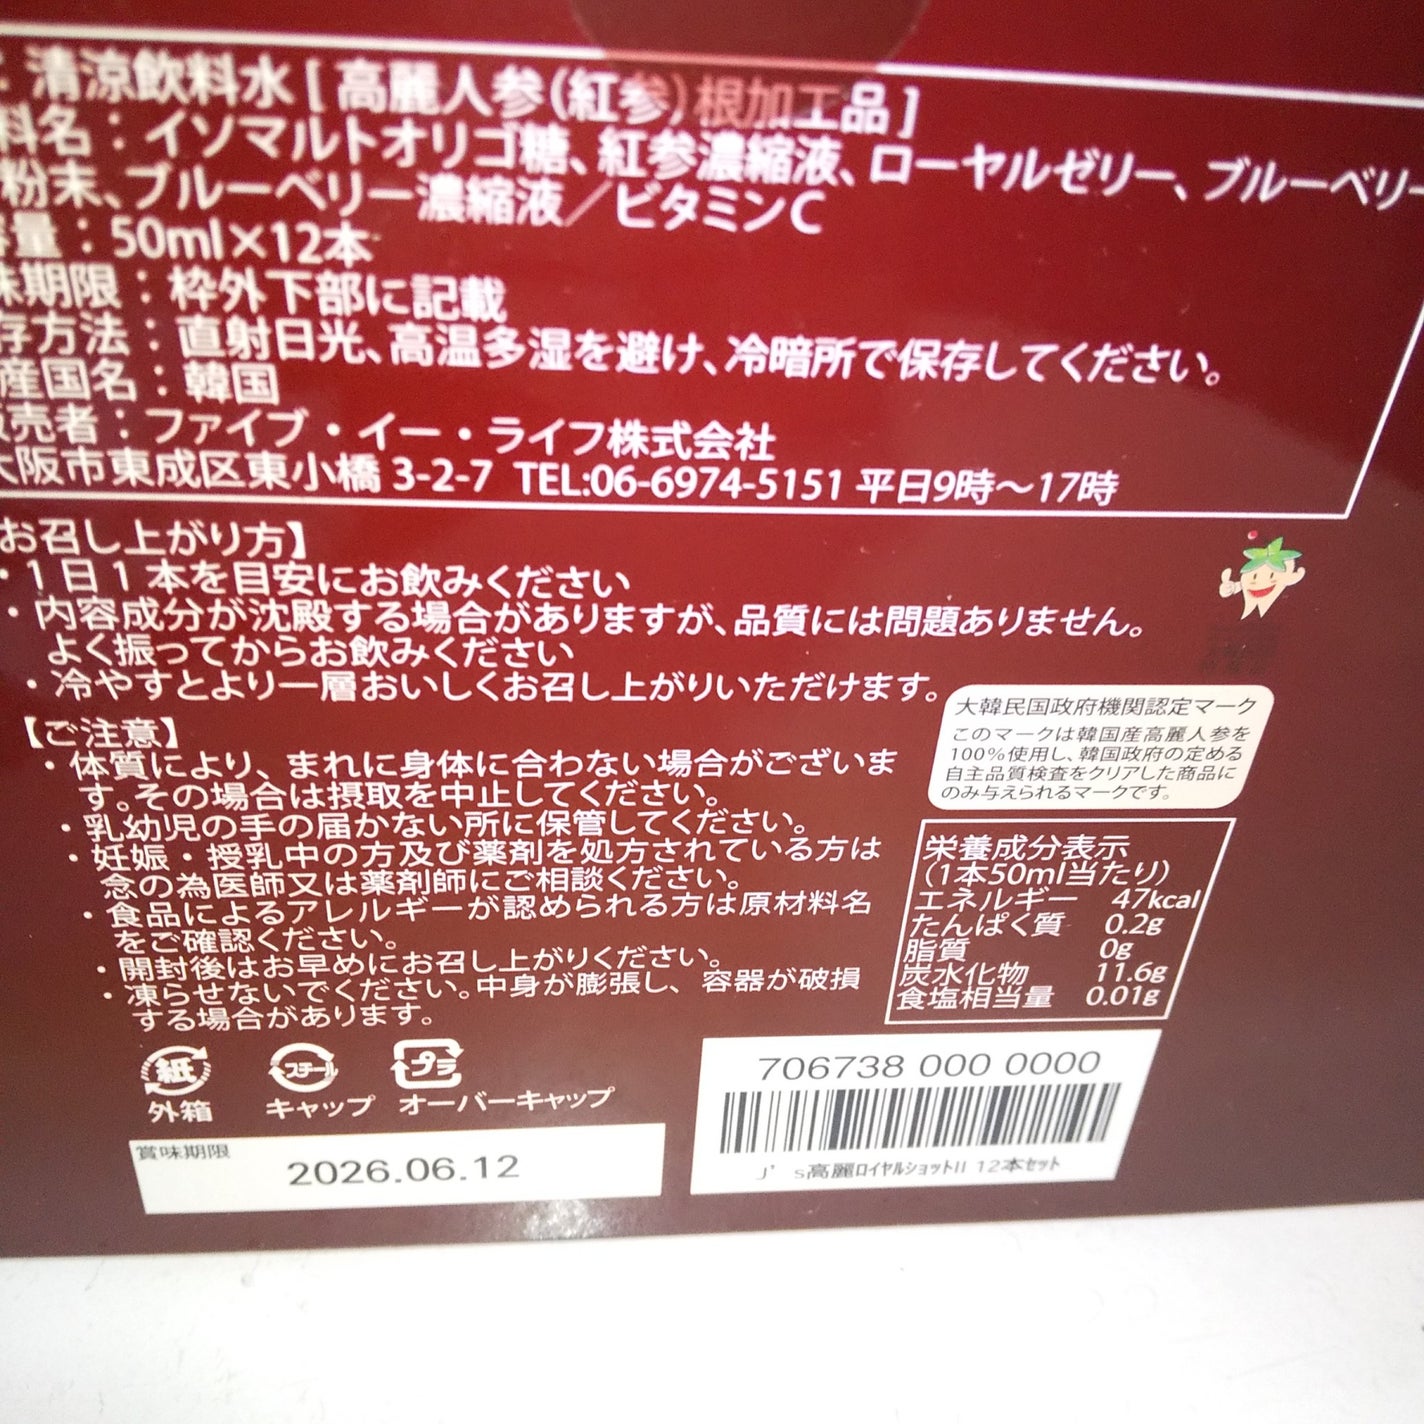 ：清涼飲料水 [ 高麗人参(紅参)根加工品 ]
料名：イソマルトオリゴ糖、紅参濃縮液、ローヤルゼリー、ブルーベリー
粉末、ブルーベリー濃縮液／ビタミンC
容量：50ml×12本
味期限：枠外下部に記載
存方法：直射日光、高温多湿を避け、冷暗所で保存してください。
産国名：韓国
販売者：ファイブ・イー・ライフ株式会社
大阪市東成区東小橋 3-2-7 TEL:06-6974-5151 平日9時～17時
お召し上がり方】
・1日1本を目安にお飲みください
・内容成分が沈殿する場合がありますが、品質には問題ありません。
よく振ってからお飲みください
・冷やすとより一層おいしくお召し上がりいただけます。
【ご注意】
・体質により、まれに身体に合わない場合がございま
す。その場合は摂取を中止してください。
・乳幼児の手の届かない所に保管してください。
・妊娠・授乳中の方及び薬剤を処方されている方は
念の為医師又は薬剤師にご相談ください。
・食品によるアレルギーが認められる方は原材料名
をご確認ください。
・開封後はお早めにお召し上がりください。
・凍らせないでください。中身が膨張し、容器が破損
する場合があります。
大韓民国政府機関認定マーク
このマークは韓国産高麗人参を
100%使用し、韓国政府の定める
自主品質検査をクリアした商品に
のみ与えられるマークです。
栄養成分表示
(1本50ml当たり)
エネルギー 47kcal
たんぱく質 0.2g
脂質 0g
炭水化物 11.6g
食塩相当量 0.01g
紙 スチール プラ
外箱 キャップ オーバーキャップ
賞味期限
2026.06.12
706738 000 0000
J’s高麗ロイヤルショットII 12本セット